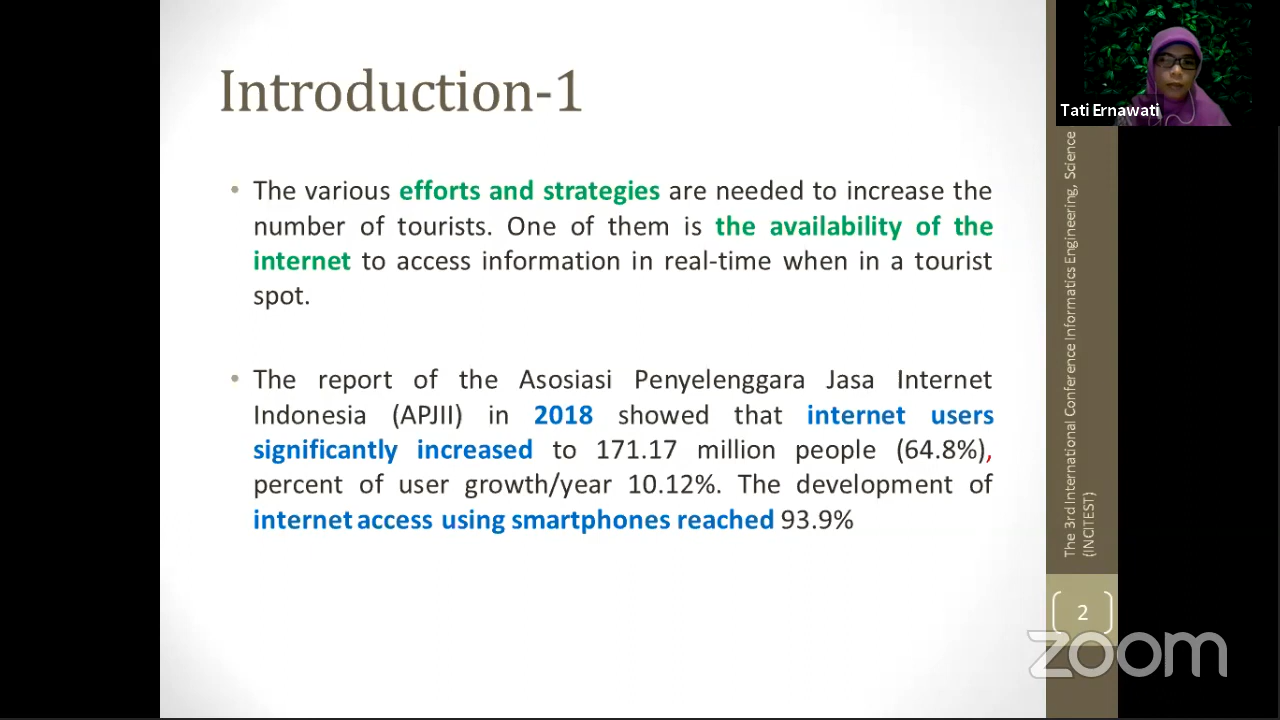 Introduction-1
Tati Ernawati
• The various efforts and strategies are needed to increase the
number of tourists. One of them is the availability of the
internet to access information in real-time when in a tourist
spot.
• The report of the Asosiasi Penyelenggara Jasa Internet
Indonesia (APJII) in 2018 showed that internet users
significantly increased to 171.17 million people (64.8%),
percent of user growth/year 10.12%. The development of
internet access using smartphones reached 93.9%
The 3rd International Conference Informatics Engineering, Science
(INCITEST)
2
zoom